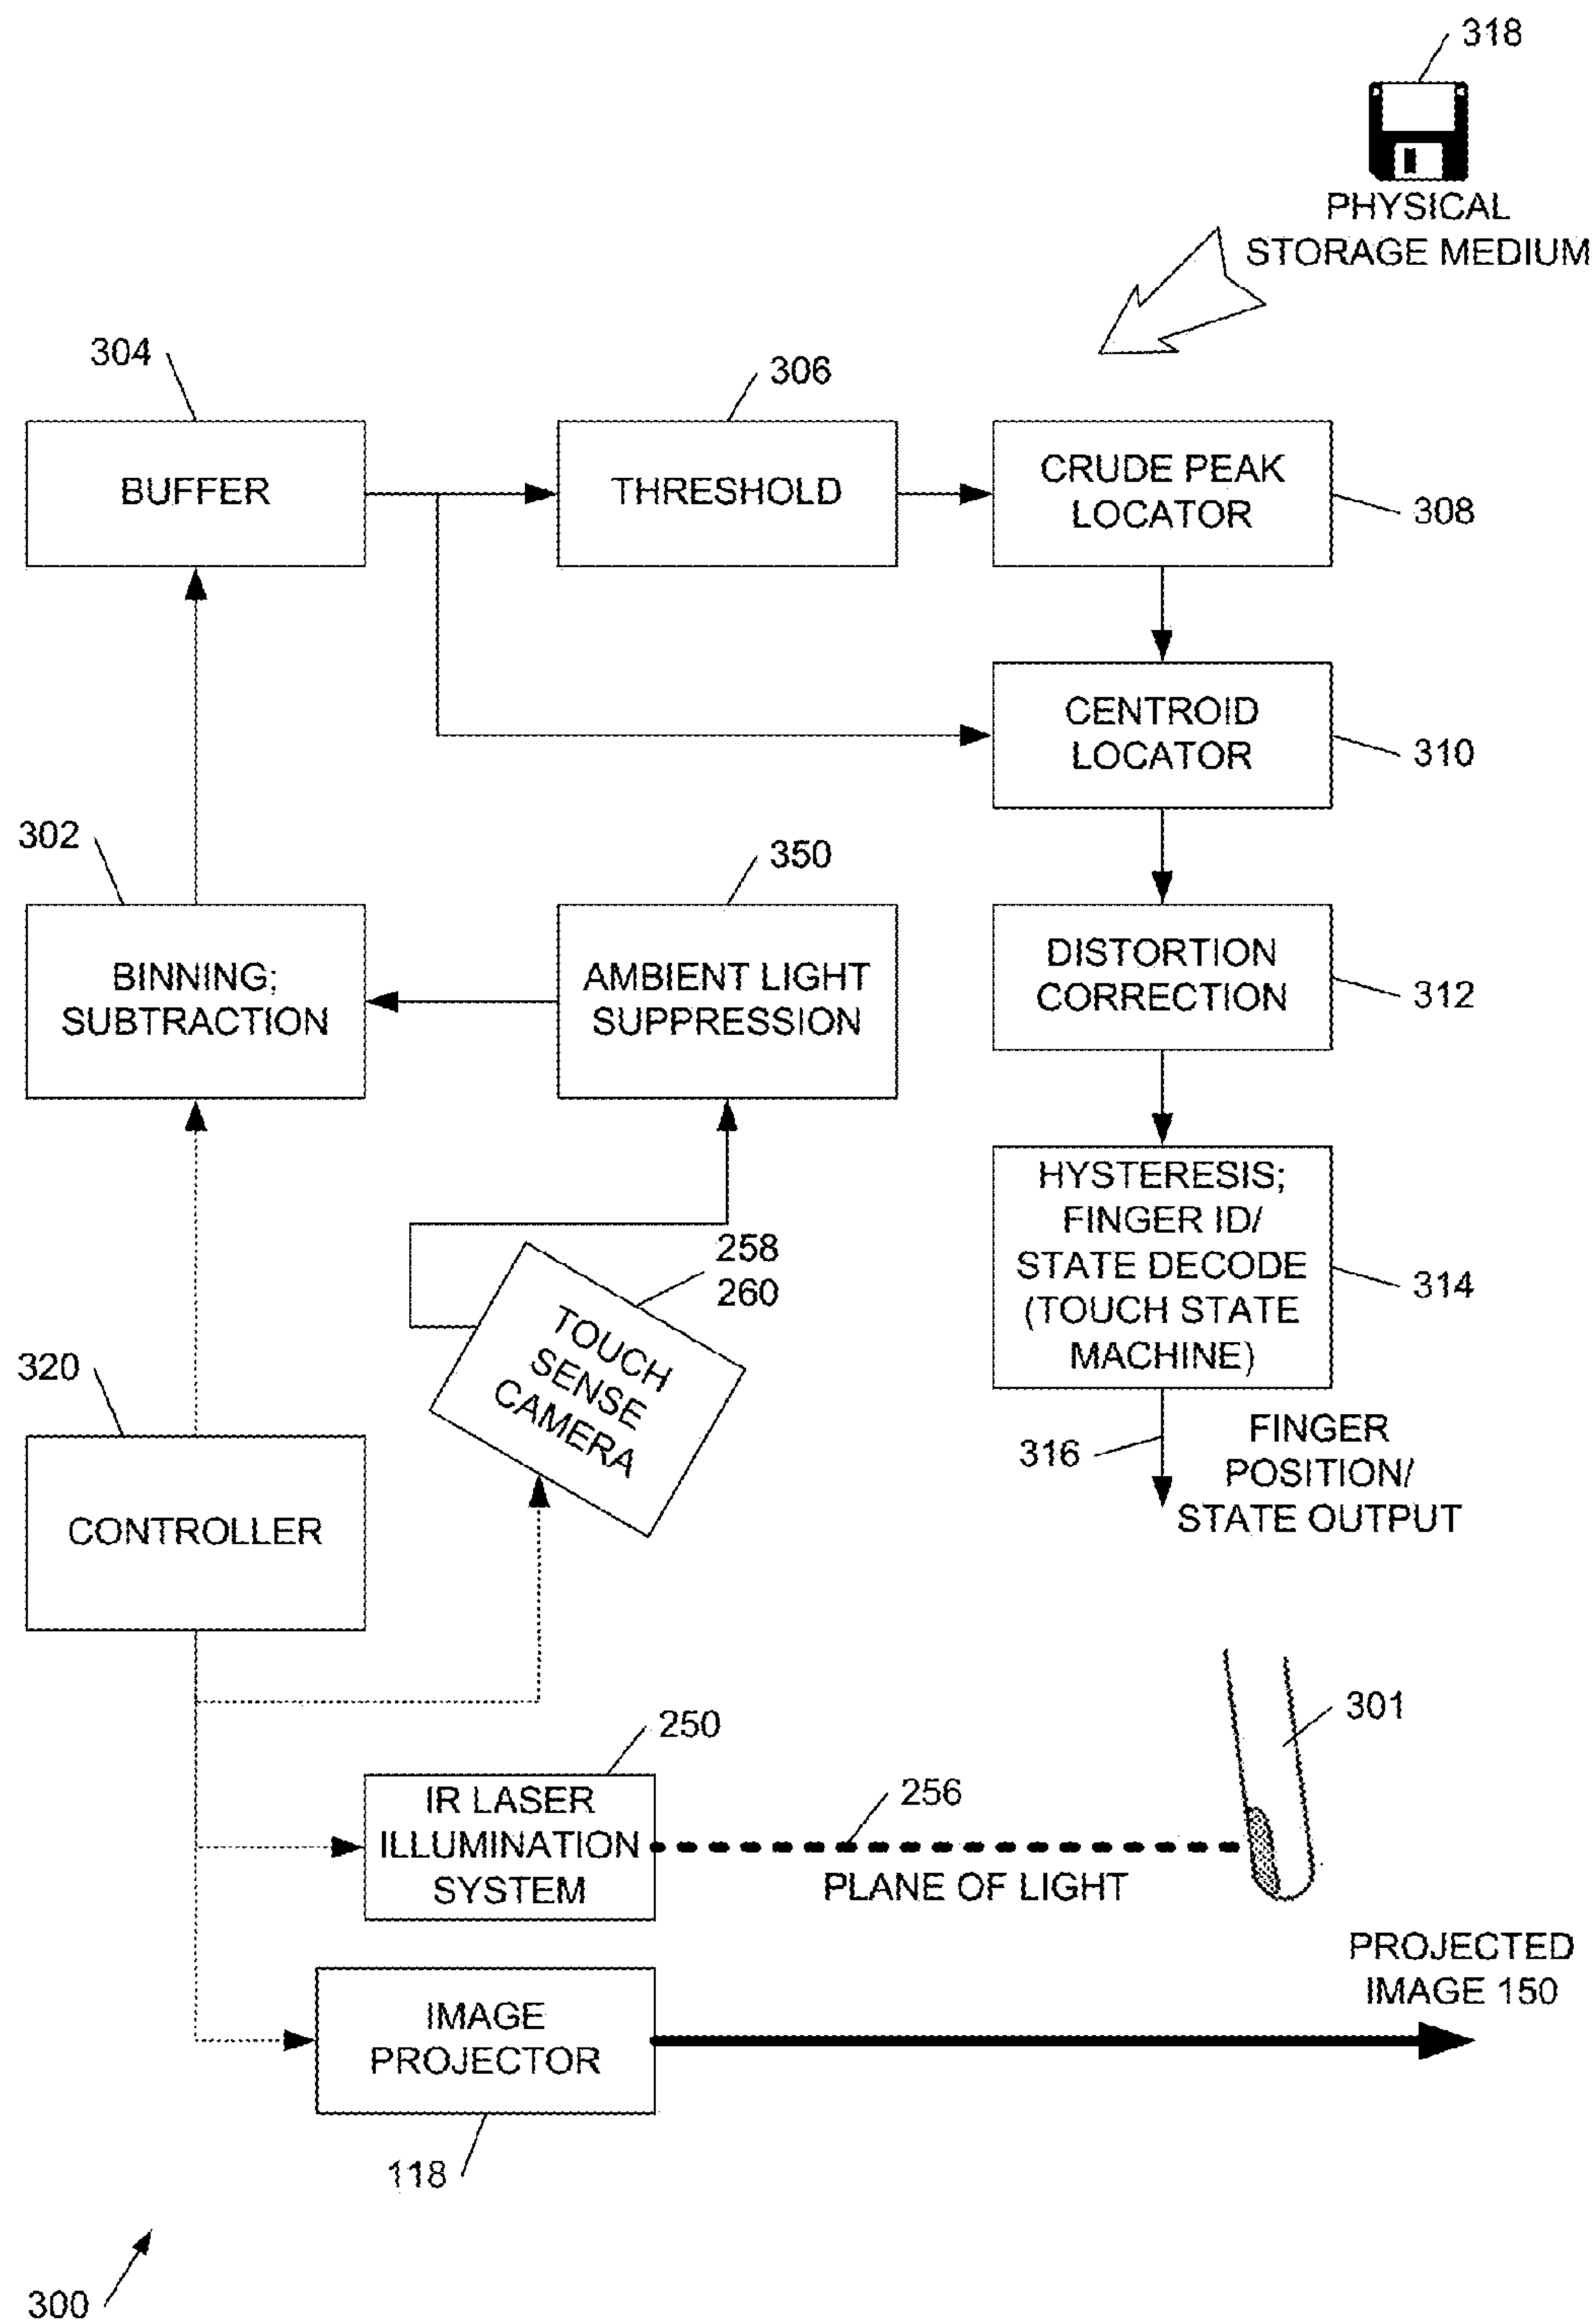 318
PHYSICAL
STORAGE MEDIUM
304
306
BUFFER
THRESHOLD
CRUDE PEAK
LOCATOR
308
CENTROID
LOCATOR
310
302
350
BINNING;
SUBTRACTION
AMBIENT LIGHT
SUPPRESSION
DISTORTION
CORRECTION
312
HYSTERESIS;
FINGER ID/
STATE DECODE
(TOUCH STATE
MACHINE)
314
258
260
TOUCH
SENSE
CAMERA
320
CONTROLLER
316
FINGER
POSITION/
STATE OUTPUT
301
250
IR LASER
ILLUMINATION
SYSTEM
256
PLANE OF LIGHT
PROJECTED
IMAGE 150
IMAGE
PROJECTOR
118
300